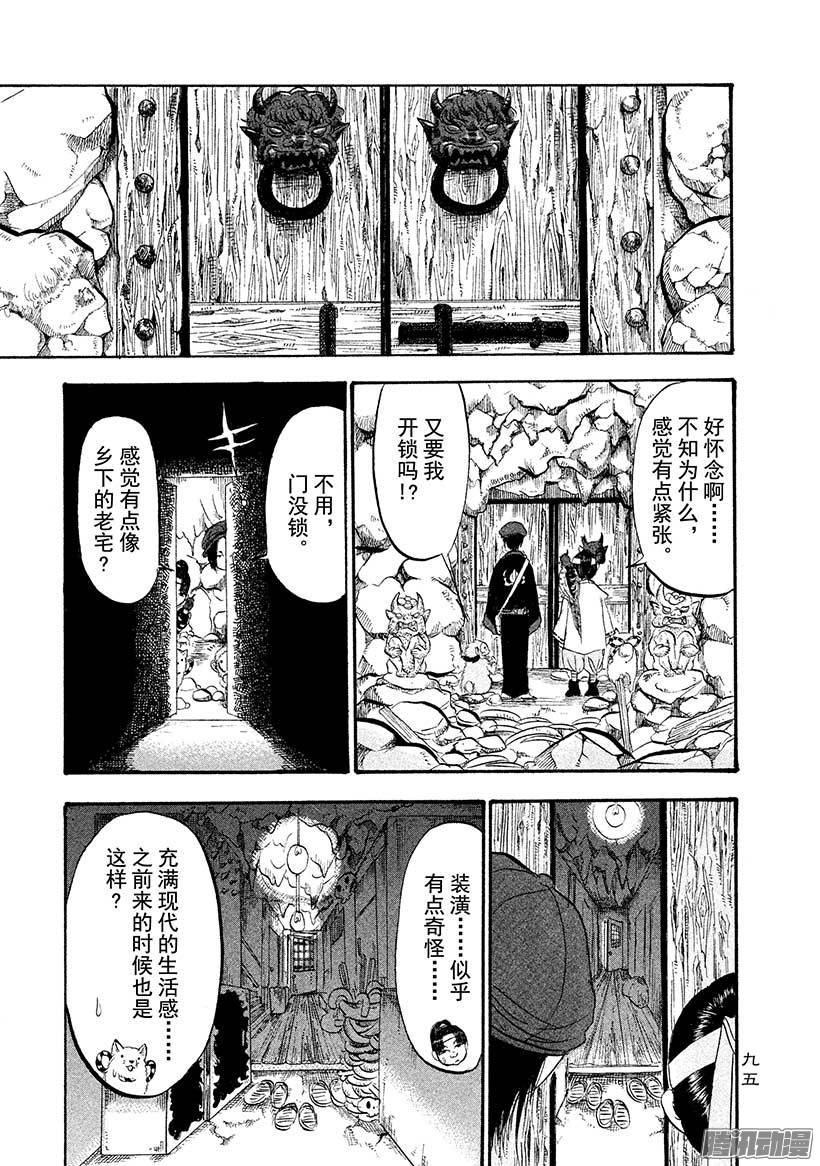 好怀念啊……
不知为什么，
感觉有点紧张。
又要我
开锁吗！？
不用，
门没锁。
感觉有点像
乡下的老宅？
装潢……似乎
有点奇怪……
充满现代的生活感……
之前来的时候也是
这样？
九五
腾讯动漫